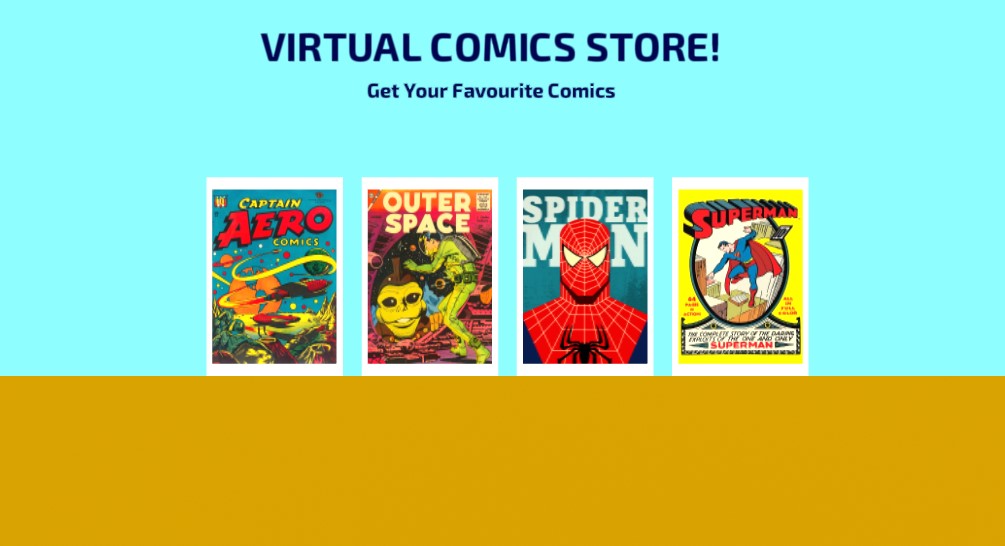 VIRTUAL COMICS STORE!
Get Your Favourite Comics
CAPTAIN
AERO
COMICS
OUTER
SPACE
SPIDER
MAN
SUPERMAN
64
PAGES
OF
ACTION!
ALL
IN
FULL
COLOR
THE COMPLETE STORY OF THE DARING
EXPLOITS OF THE ONE AND ONLY
SUPERMAN